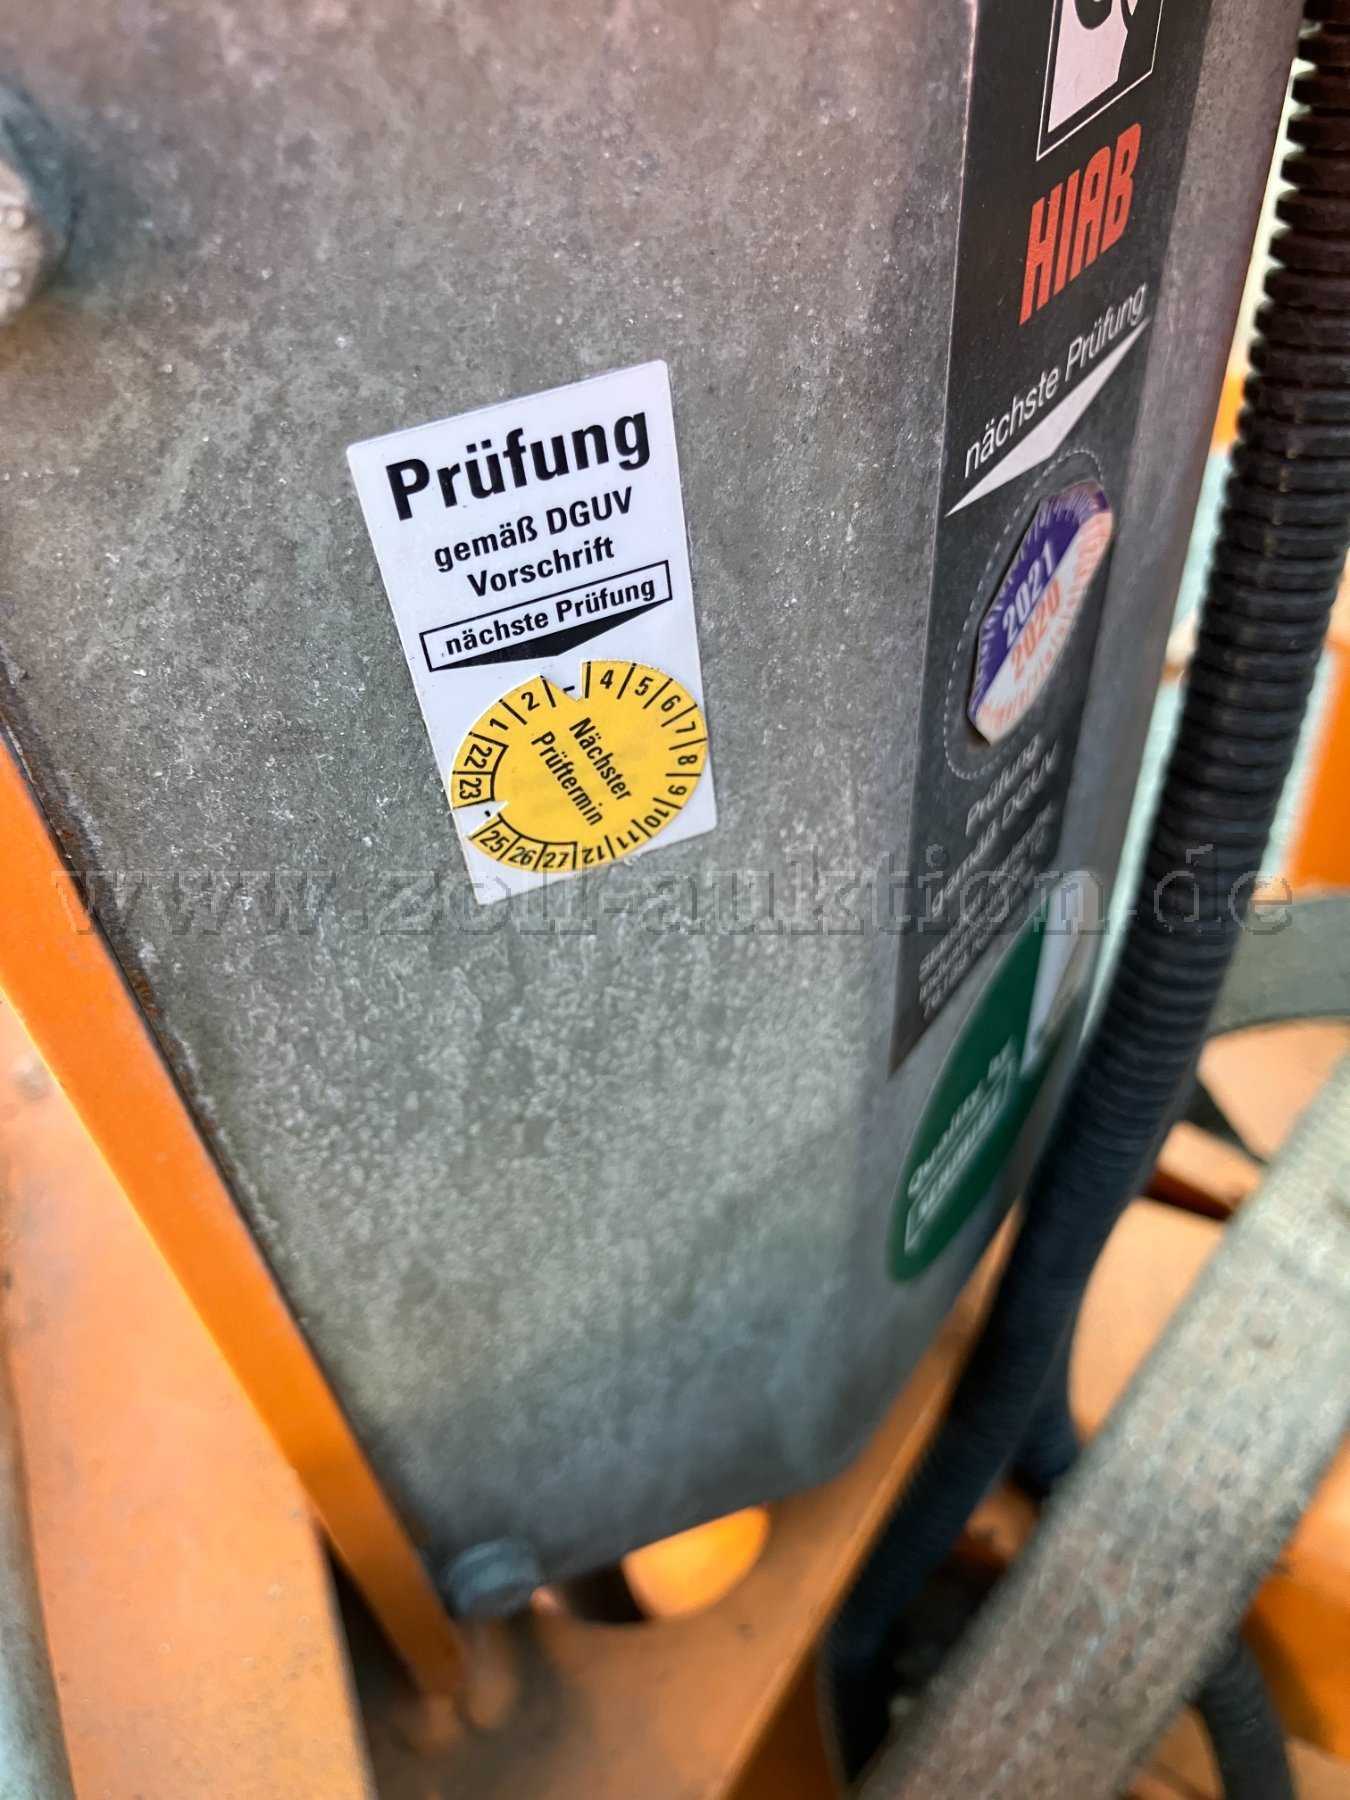 HIAB
nächste Prüfung
2021
2020
Prüfung
gemäß DGUV
Prüfung
gemäß DGUV
Vorschrift
nächste Prüfung
1 2 - 4 5 6 7 8 9 10 11 12
22 23 - 25 26 27
Nächster
Prüftermin
www.zoll-auktion.de